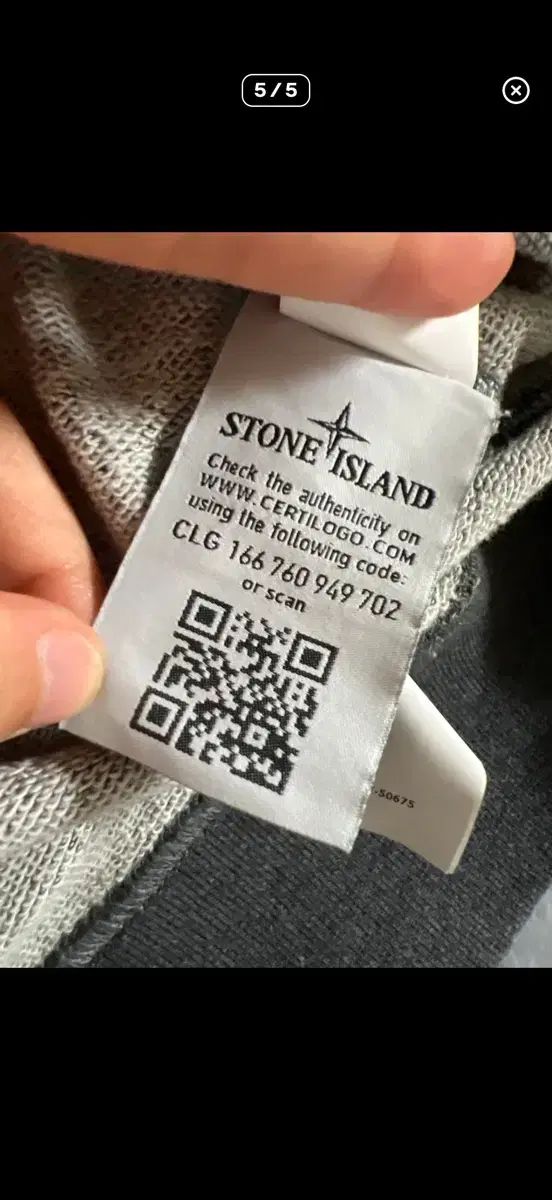 5/5
STONE ISLAND
Check the authenticity on
WWW.CERTILOGO.COM
using the following code:
CLG 166 760 949 702
or scan
-50675